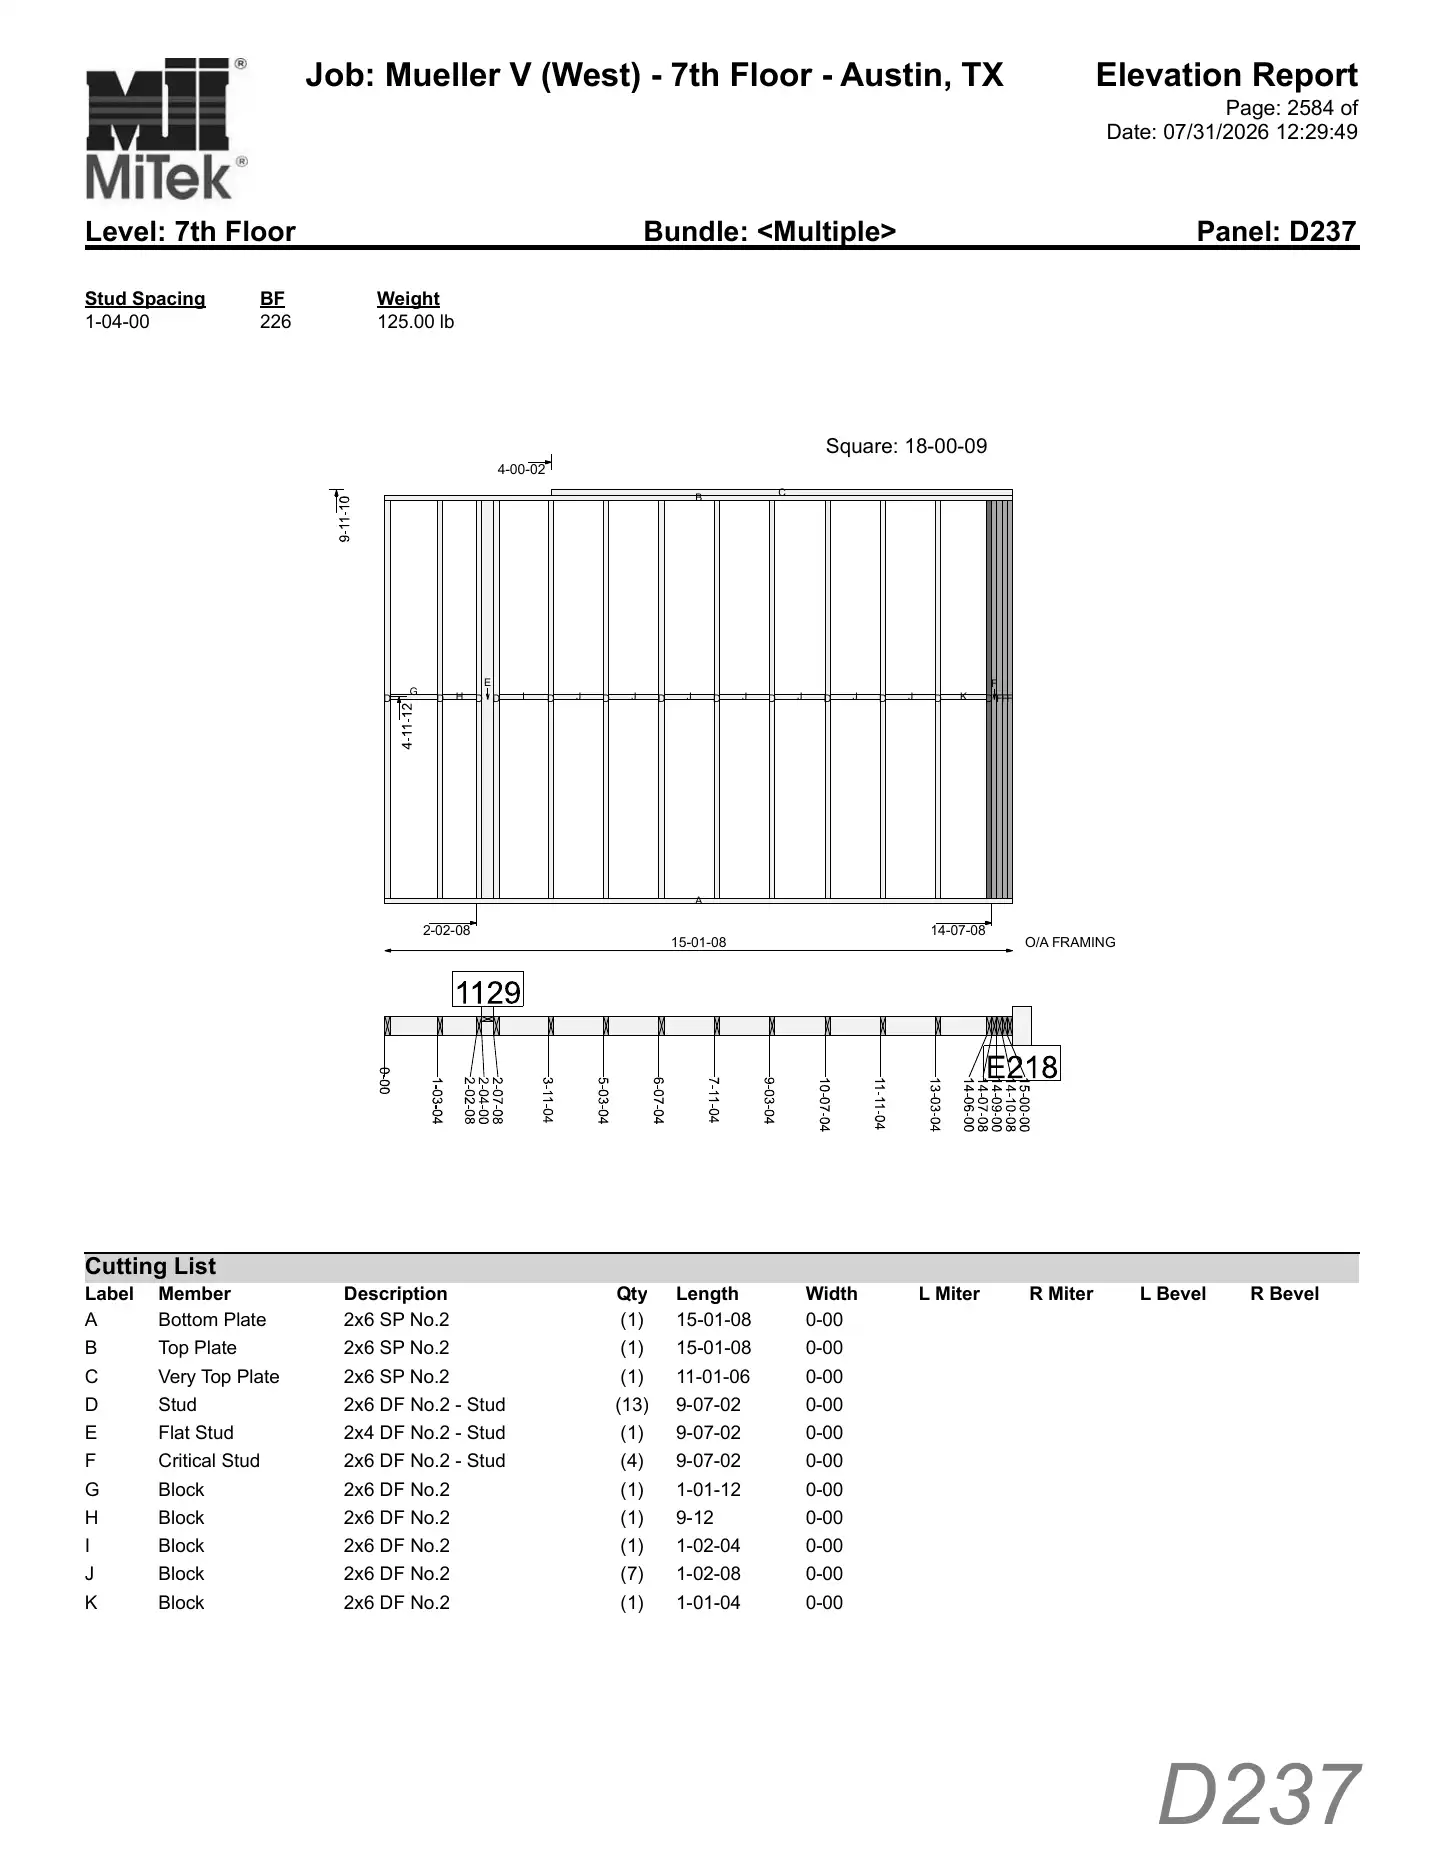 Job: Mueller V (West) - 7th Floor - Austin, TX
Elevation Report
Page: 2584 of
Date: 07/31/2026 12:29:49
MiTek®
Level: 7th Floor Bundle: <Multiple> Panel: D237
Stud Spacing BF Weight
1-04-00 226 125.00 lb
Square: 18-00-09
4-00-02
9-11-10
C
B
G H E I J J J J J J J K F
4-11-12
A
2-02-08 14-07-08
15-01-08 O/A FRAMING
1129
E218
0-00 1-03-04 2-02-08 2-04-00 2-07-08 3-11-04 5-03-04 6-07-04 7-11-04 9-03-04 10-07-04 11-11-04 13-03-04 14-06-00 14-07-08 14-09-00 14-10-08 15-00-00
Cutting List
Label Member Description Qty Length Width L Miter R Miter L Bevel R Bevel
A Bottom Plate 2x6 SP No.2 (1) 15-01-08 0-00
B Top Plate 2x6 SP No.2 (1) 15-01-08 0-00
C Very Top Plate 2x6 SP No.2 (1) 11-01-06 0-00
D Stud 2x6 DF No.2 - Stud (13) 9-07-02 0-00
E Flat Stud 2x4 DF No.2 - Stud (1) 9-07-02 0-00
F Critical Stud 2x6 DF No.2 - Stud (4) 9-07-02 0-00
G Block 2x6 DF No.2 (1) 1-01-12 0-00
H Block 2x6 DF No.2 (1) 9-12 0-00
I Block 2x6 DF No.2 (1) 1-02-04 0-00
J Block 2x6 DF No.2 (7) 1-02-08 0-00
K Block 2x6 DF No.2 (1) 1-01-04 0-00
D237